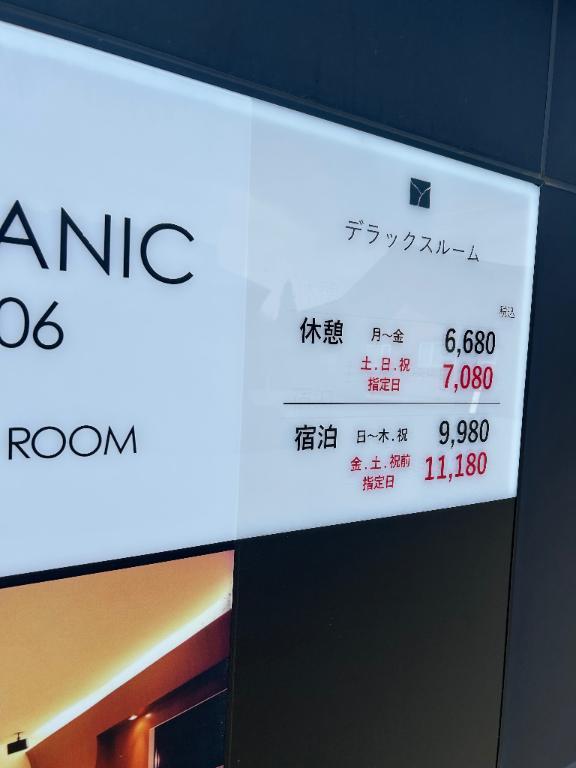 ANIC
06
ROOM
デラックスルーム
税込
休憩 月〜金 6,680
土.日.祝
指定日 7,080
宿泊 日〜木.祝 9,980
金.土.祝前
指定日 11,180